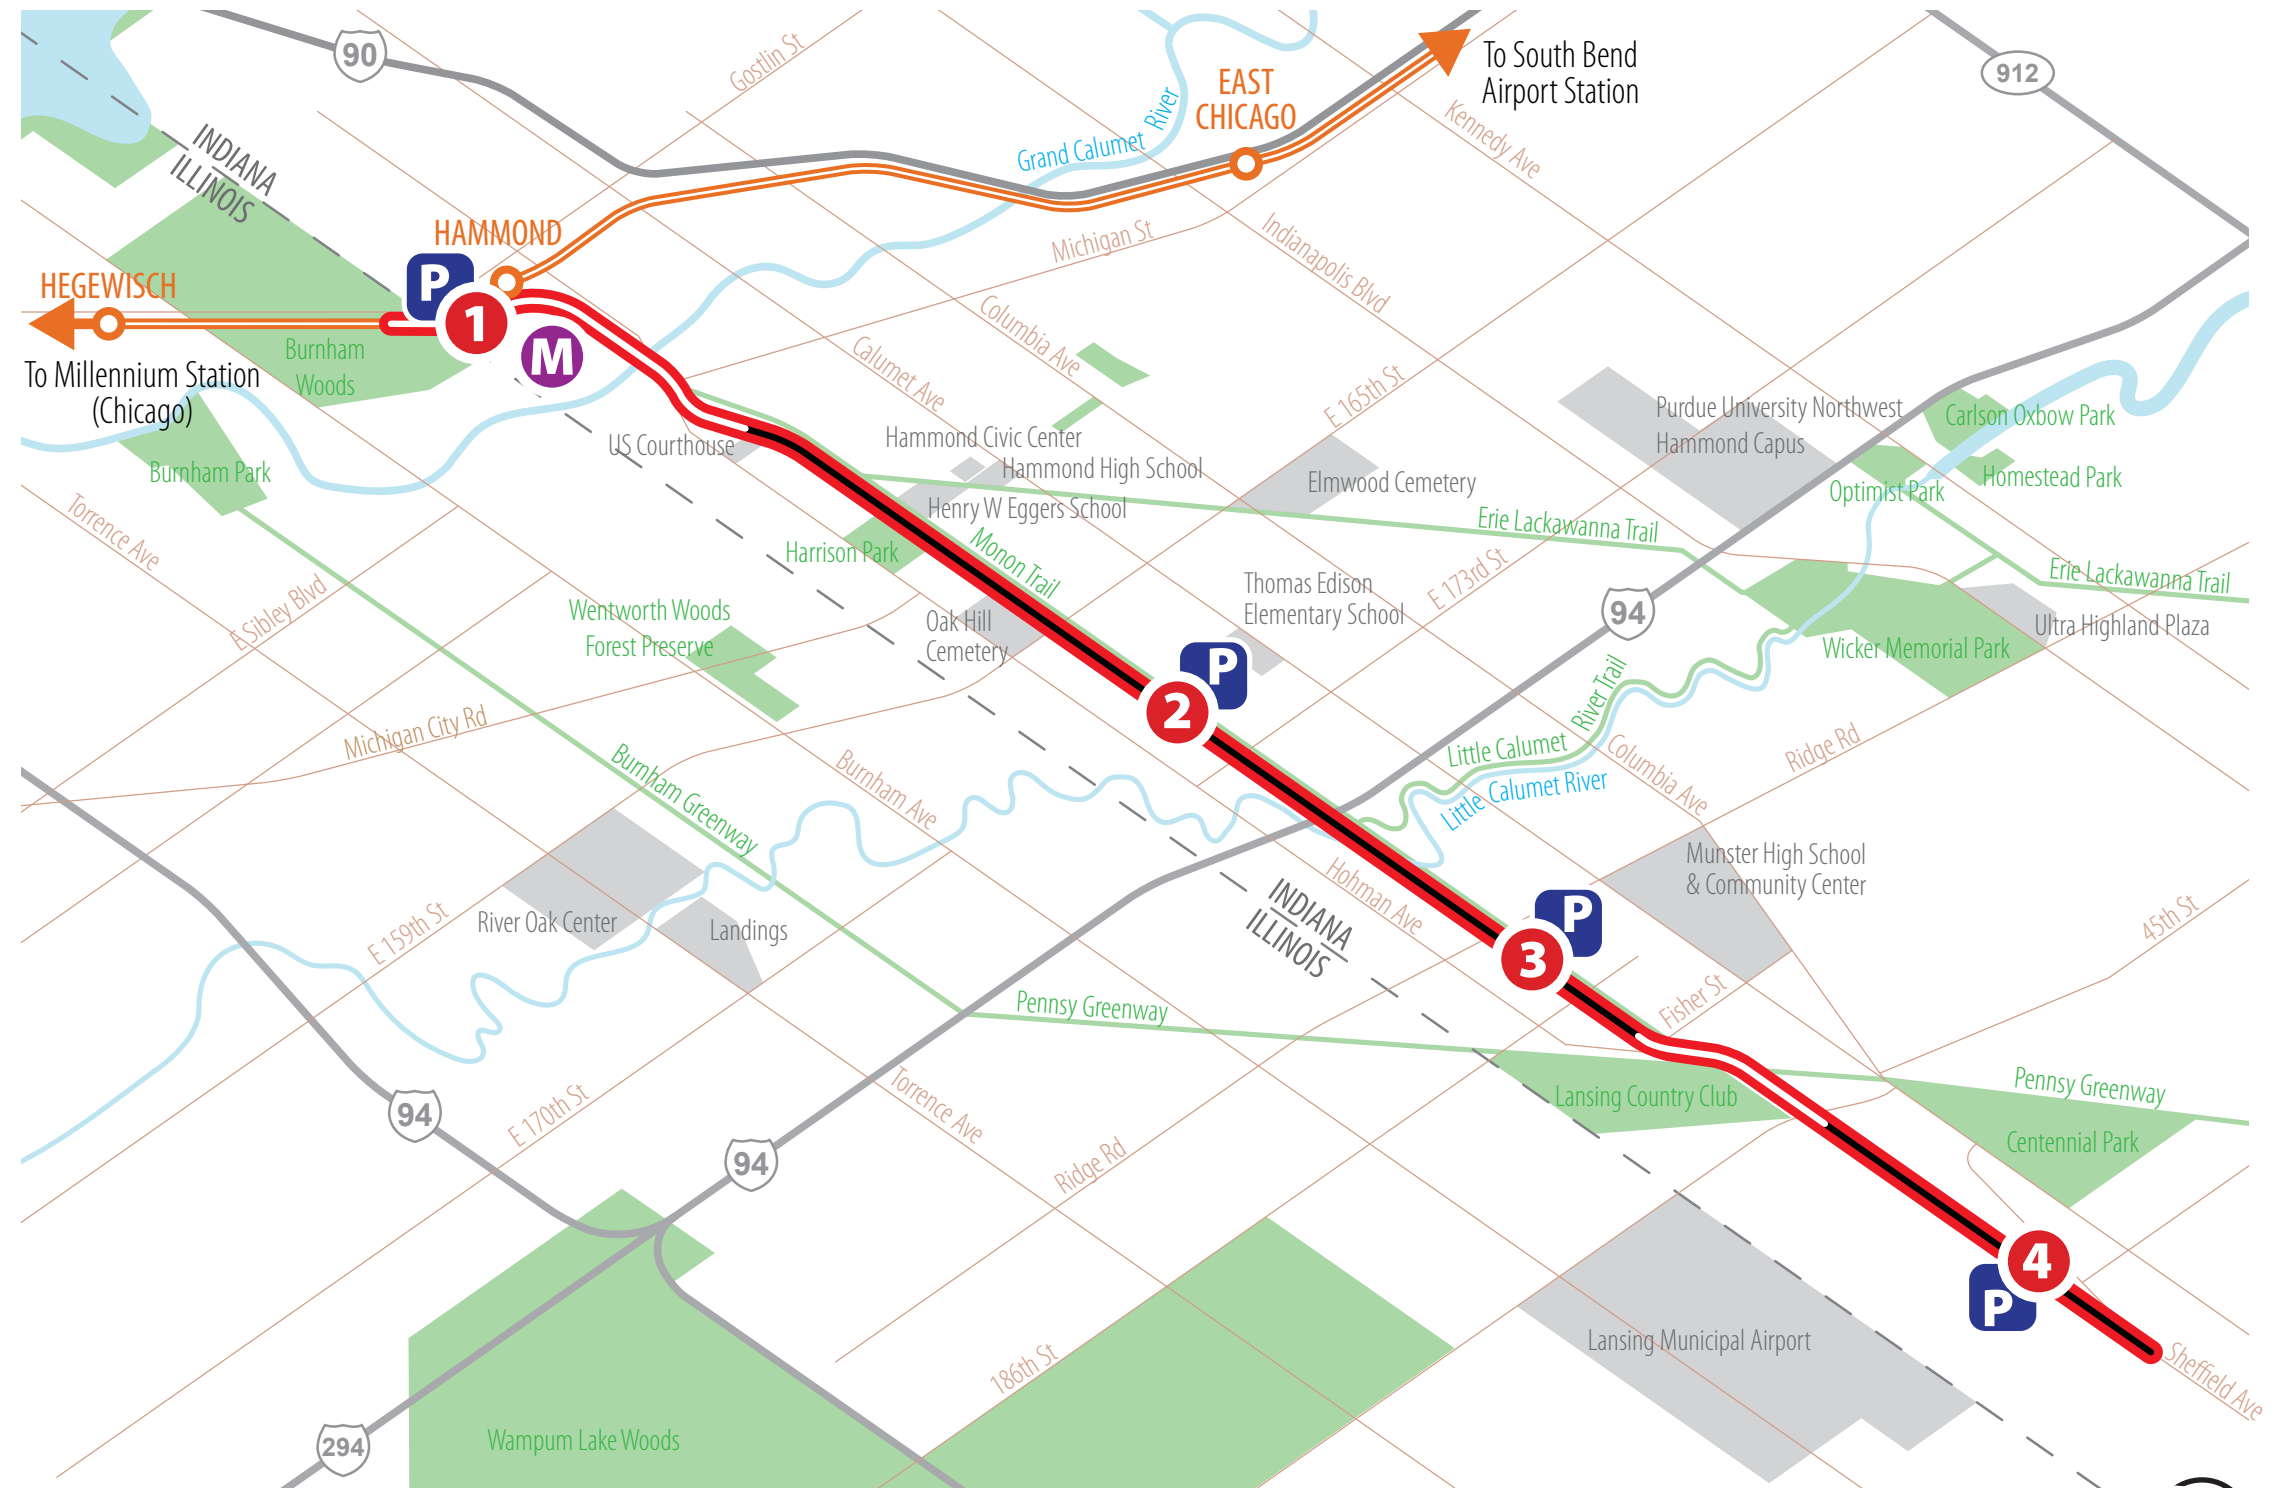 90
Gostlin St
EAST
CHICAGO
To South Bend
Airport Station
912
Kennedy Ave
Grand Calumet River
INDIANA
ILLINOIS
HAMMOND
Michigan St
Indianapolis Blvd
HEGEWISCH
P
1
M
To Millennium Station
(Chicago)
Burnham
Woods
Columbia Ave
Calumet Ave
E 165th St
Purdue University Northwest
Hammond Capus
Carlson Oxbow Park
US Courthouse
Hammond Civic Center
Hammond High School
Burnham Park
Elmwood Cemetery
Optimist Park
Homestead Park
Henry W Eggers School
Torrence Ave
Harrison Park
Monon Trail
Erie Lackawanna Trail
E 173rd St
Erie Lackawanna Trail
E Sibley Blvd
Wentworth Woods
Forest Preserve
Oak Hill
Cemetery
Thomas Edison
Elementary School
94
Ultra Highland Plaza
Wicker Memorial Park
P
2
Michigan City Rd
Burnham Greenway
Burnham Ave
Little Calumet River Trail
Little Calumet River
Columbia Ave
Ridge Rd
Hohman Ave
Munster High School
& Community Center
INDIANA
ILLINOIS
P
3
E 159th St
River Oak Center
Landings
45th St
Pennsy Greenway
Fisher St
Lansing Country Club
Pennsy Greenway
Centennial Park
94
E 170th St
94
Torrence Ave
Ridge Rd
4
P
186th St
Lansing Municipal Airport
Sheffield Ave
294
Wampum Lake Woods